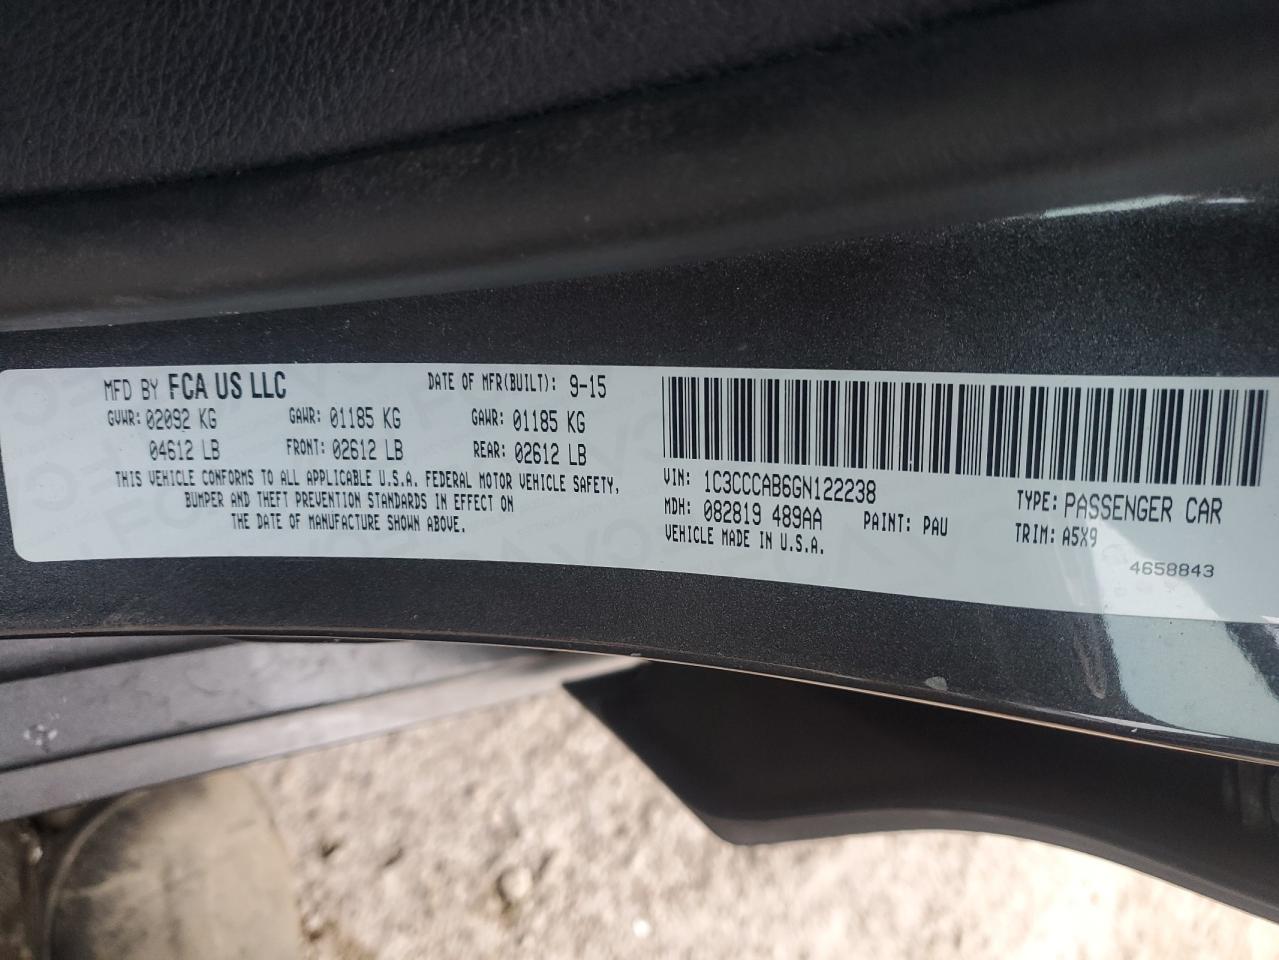 MFD BY FCA US LLC DATE OF MFR(BUILT): 9-15
GVWR: 02092 KG GAWR: 01185 KG GAWR: 01185 KG
04612 LB FRONT: 02612 LB REAR: 02612 LB
THIS VEHICLE CONFORMS TO ALL APPLICABLE U.S.A. FEDERAL MOTOR VEHICLE SAFETY,
BUMPER AND THEFT PREVENTION STANDARDS IN EFFECT ON
THE DATE OF MANUFACTURE SHOWN ABOVE.
VIN: 1C3CCCAB6GN122238 TYPE: PASSENGER CAR
MDH: 082819 489AA PAINT: PAU TRIM: A5X9
VEHICLE MADE IN U.S.A.
4658843